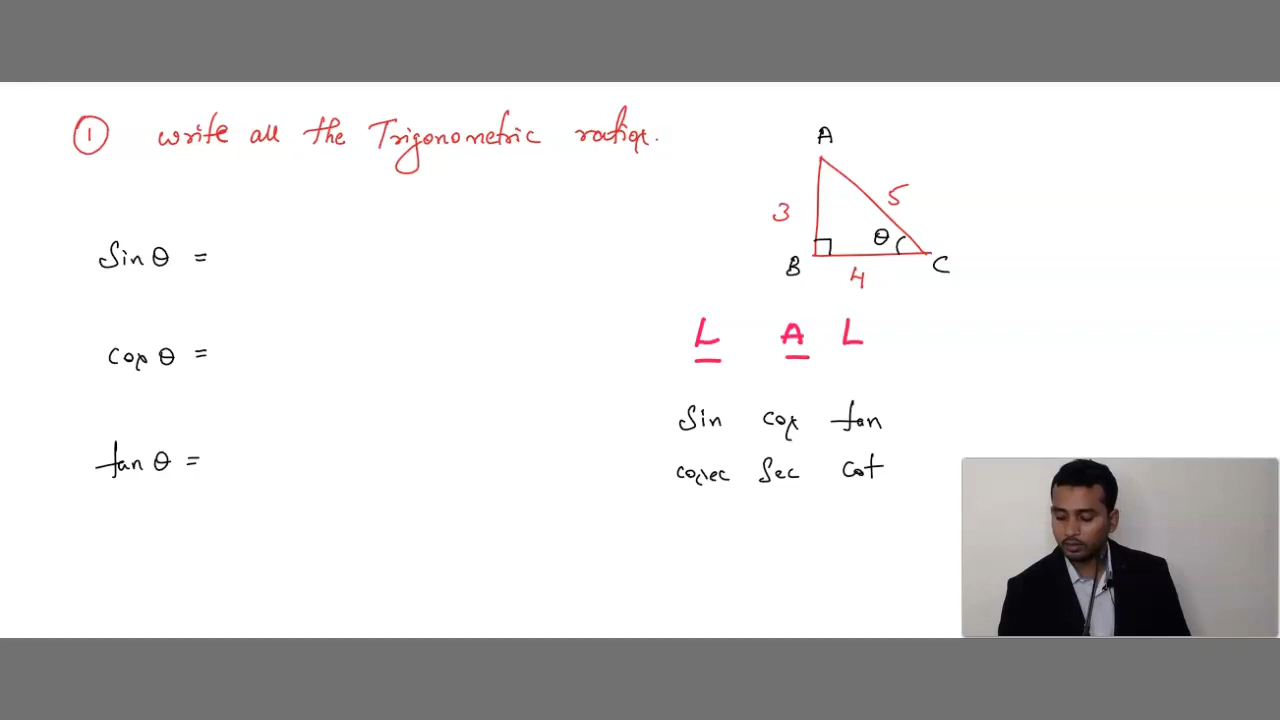 ① write all the Trigonometric ratios.
A
3
5
Sin θ =
θ
B
4
C
L A L
cos θ =
Sin cos tan
tan θ =
cosec Sec cot